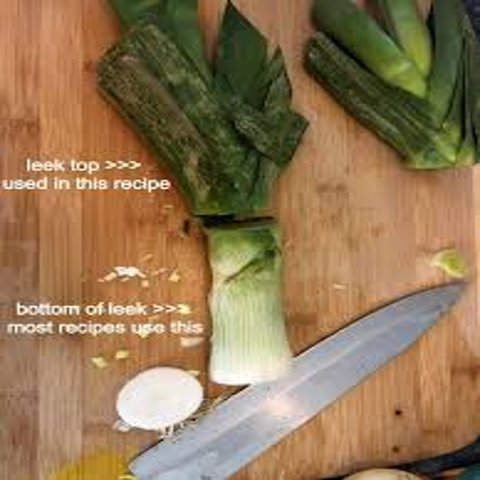 leek top >>>
used in this recipe
bottom of leek >>>
most recipes use this